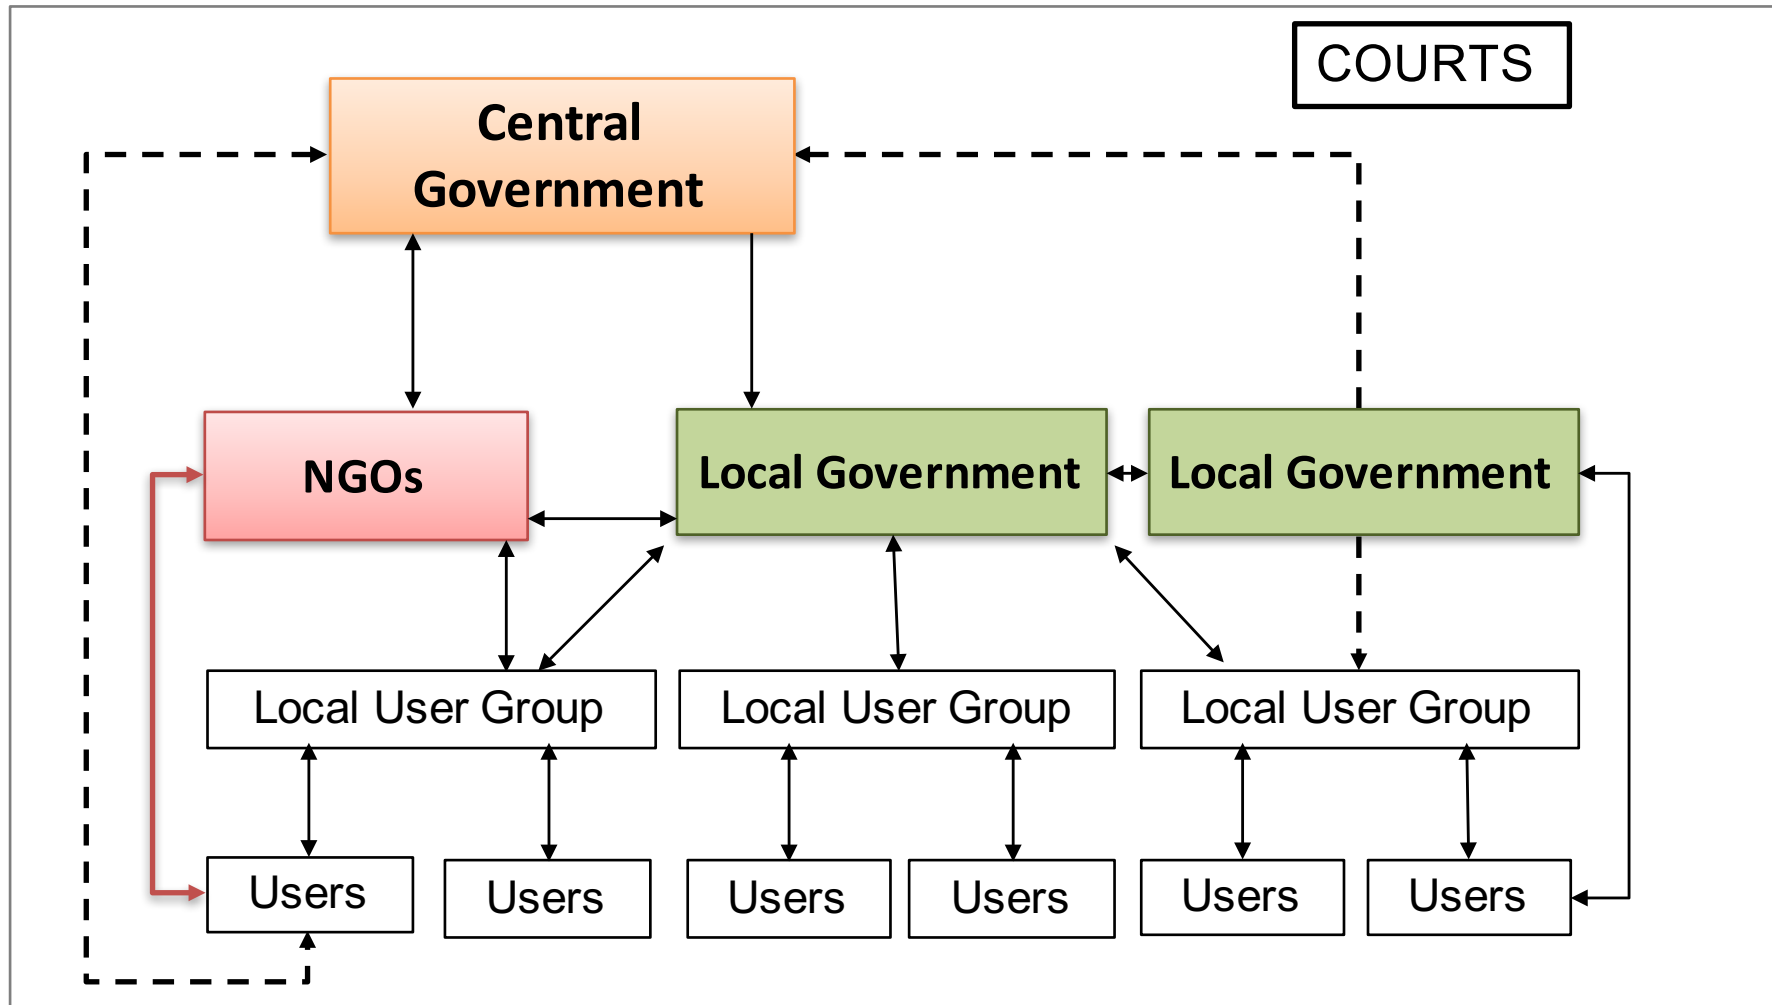 COURTS
Central
Government
NGOs
Local Government
Local Government
Local User Group
Local User Group
Local User Group
Users
Users
Users
Users
Users
Users